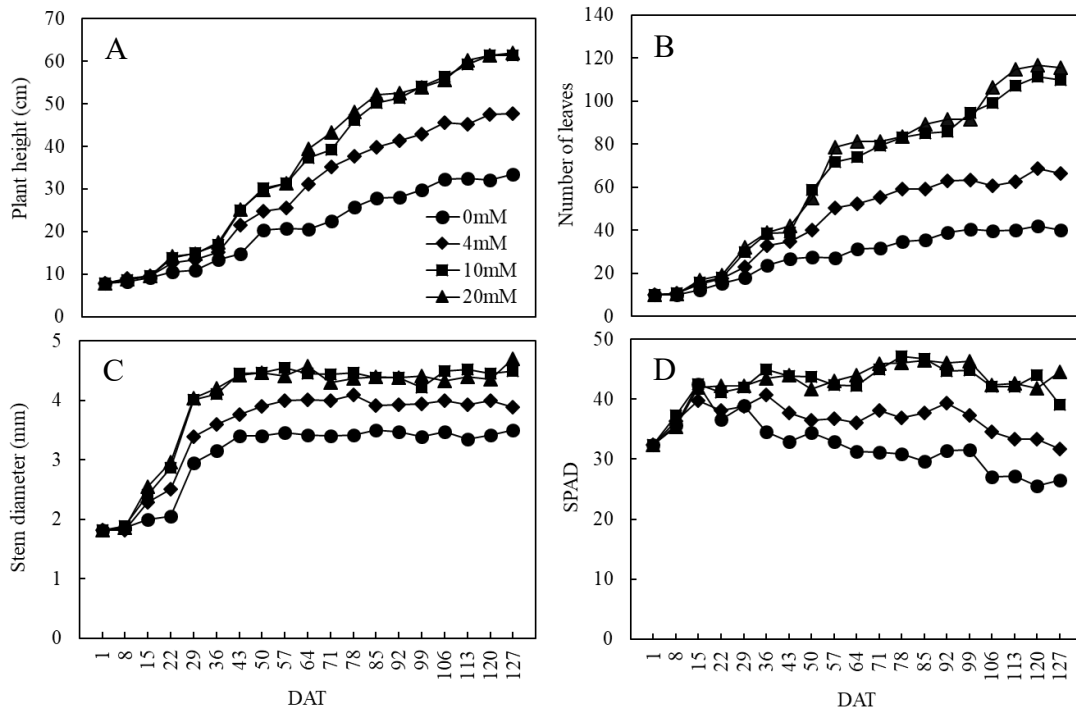 A
Plant height (cm)
70
60
50
40
30
20
10
0
0mM
4mM
10mM
20mM
B
Number of leaves
140
120
100
80
60
40
20
0
C
Stem diameter (mm)
5
4
3
2
1
0
1 8 15 22 29 36 43 50 57 64 71 78 85 92 99 106 113 120 127
DAT
D
SPAD
50
40
30
20
10
0
1 8 15 22 29 36 43 50 57 64 71 78 85 92 99 106 113 120 127
DAT